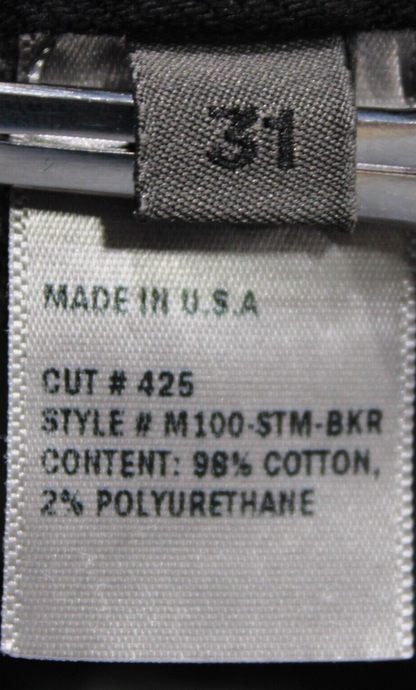 31
MADE IN U.S.A
CUT # 425
STYLE # M100-STM-BKR
CONTENT: 98% COTTON,
2% POLYURETHANE